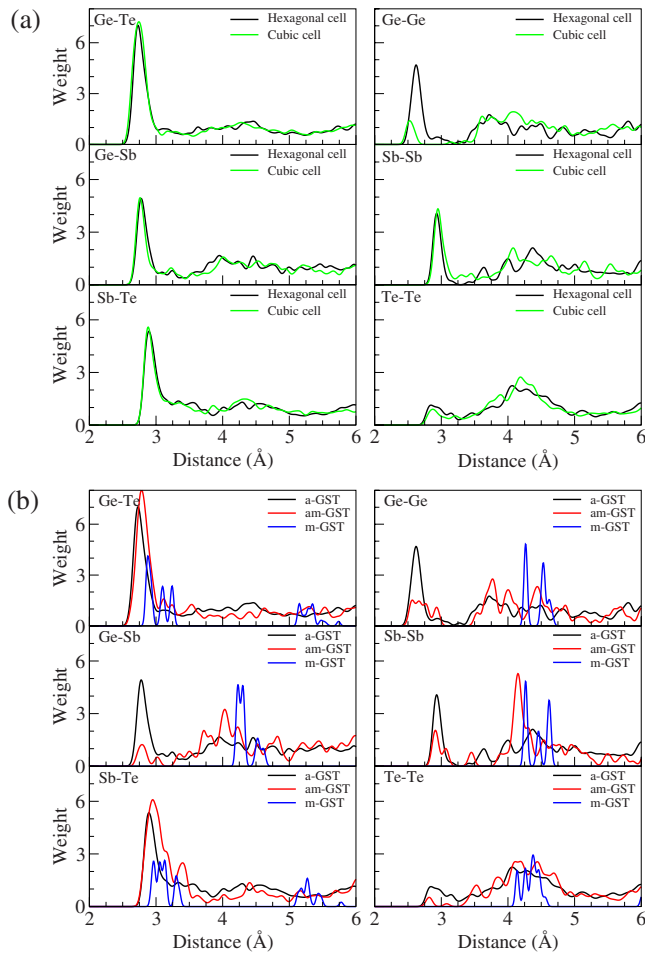 (a)
Ge-Te
Hexagonal cell
Cubic cell
Weight
6
3
0
Ge-Ge
Hexagonal cell
Cubic cell
Ge-Sb
Hexagonal cell
Cubic cell
Weight
6
3
0
Sb-Sb
Hexagonal cell
Cubic cell
Sb-Te
Hexagonal cell
Cubic cell
Weight
6
3
0
Te-Te
Hexagonal cell
Cubic cell
2 3 4 5 6
2 3 4 5 6
Distance (Å)
Distance (Å)
(b)
Ge-Te
a-GST
am-GST
m-GST
Weight
6
3
0
Ge-Ge
a-GST
am-GST
m-GST
Ge-Sb
a-GST
am-GST
m-GST
Weight
6
3
0
Sb-Sb
a-GST
am-GST
m-GST
Sb-Te
a-GST
am-GST
m-GST
Weight
6
3
0
Te-Te
a-GST
am-GST
m-GST
2 3 4 5 6
2 3 4 5 6
Distance (Å)
Distance (Å)